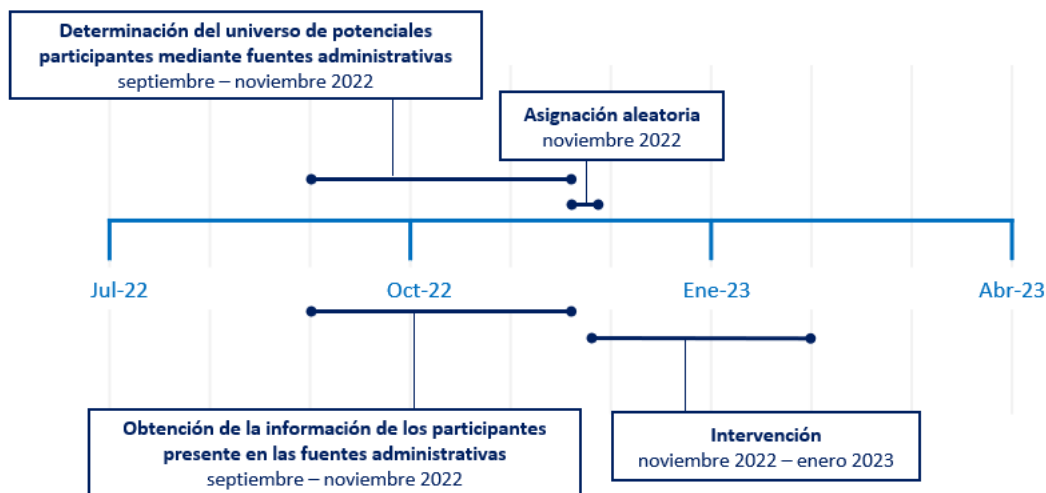 Determinación del universo de potenciales
participantes mediante fuentes administrativas
septiembre – noviembre 2022
Asignación aleatoria
noviembre 2022
Jul-22
Oct-22
Ene-23
Abr-23
Obtención de la información de los participantes
presente en las fuentes administrativas
septiembre – noviembre 2022
Intervención
noviembre 2022 – enero 2023